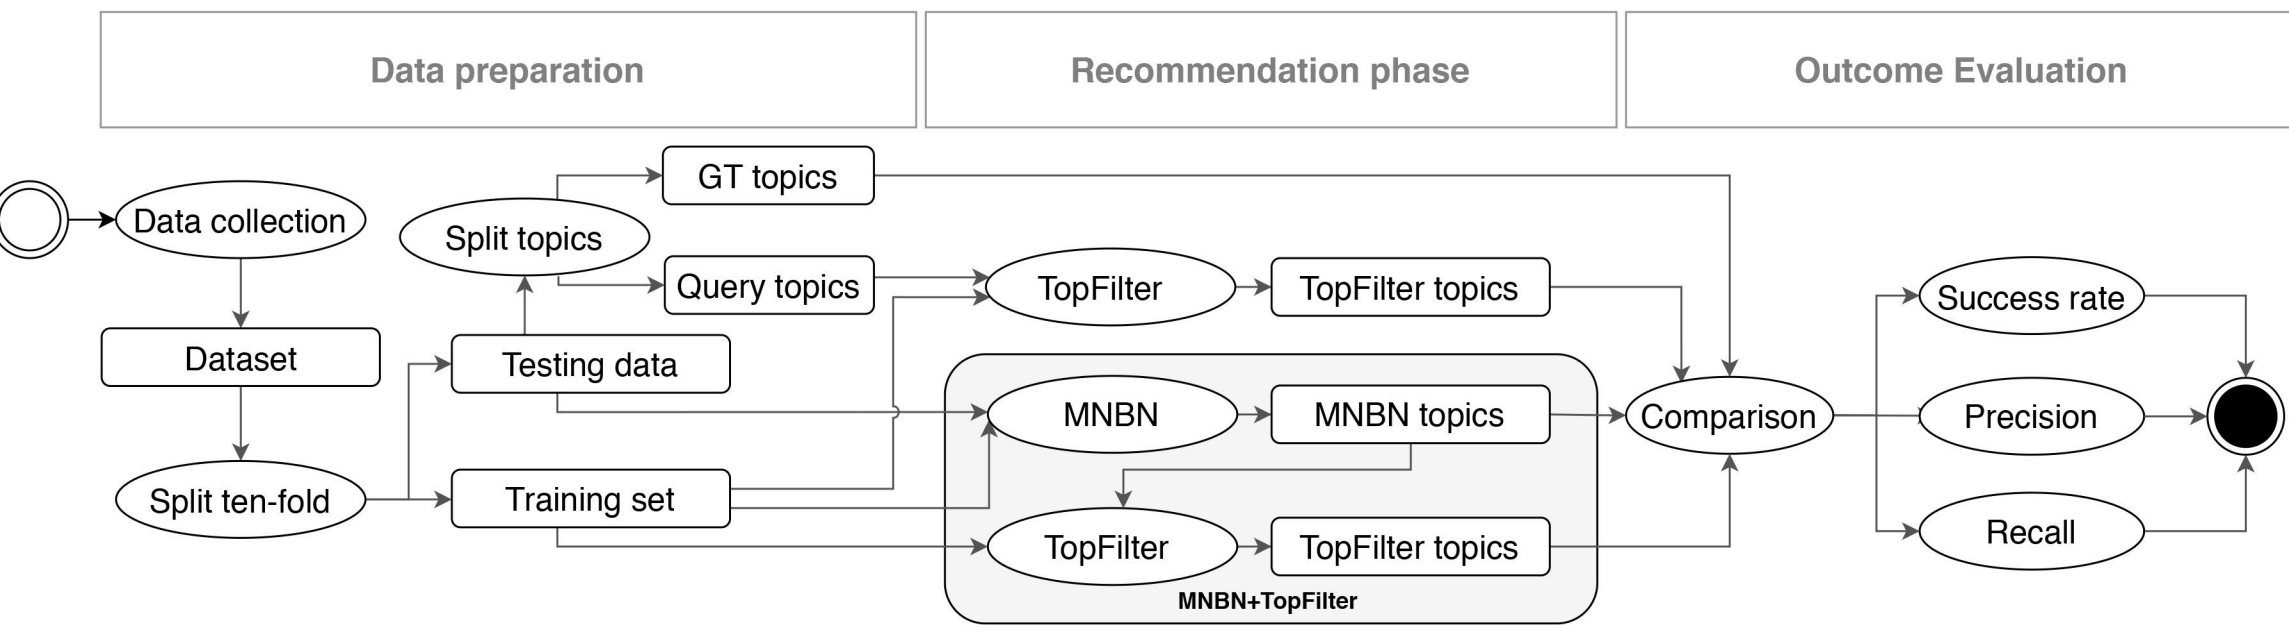 Data preparation
Recommendation phase
Outcome Evaluation
GT topics
Data collection
Split topics
Query topics
TopFilter
TopFilter topics
Success rate
Dataset
Testing data
MNBN
MNBN topics
Comparison
Precision
Split ten-fold
Training set
TopFilter
TopFilter topics
Recall
MNBN+TopFilter